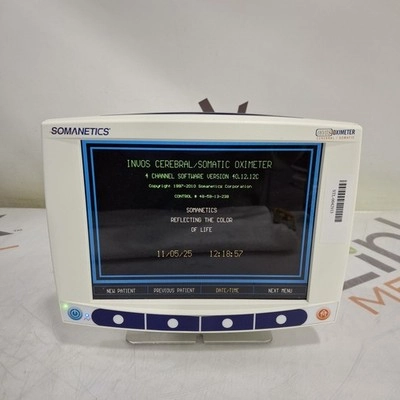 SOMANETICS
INVOS OXIMETER
INVOS CEREBRAL/SOMATIC OXIMETER
4 CHANNEL SOFTWARE VERSION 40.12.12C
Copyright 1997-2010 Somanetics Corporation
SOMANETICS
REFLECTING THE COLOR
OF LIFE
11/05/25 12:18:57
NEW PATIENT PREVIOUS PATIENT DATE/TIME NEXT MENU